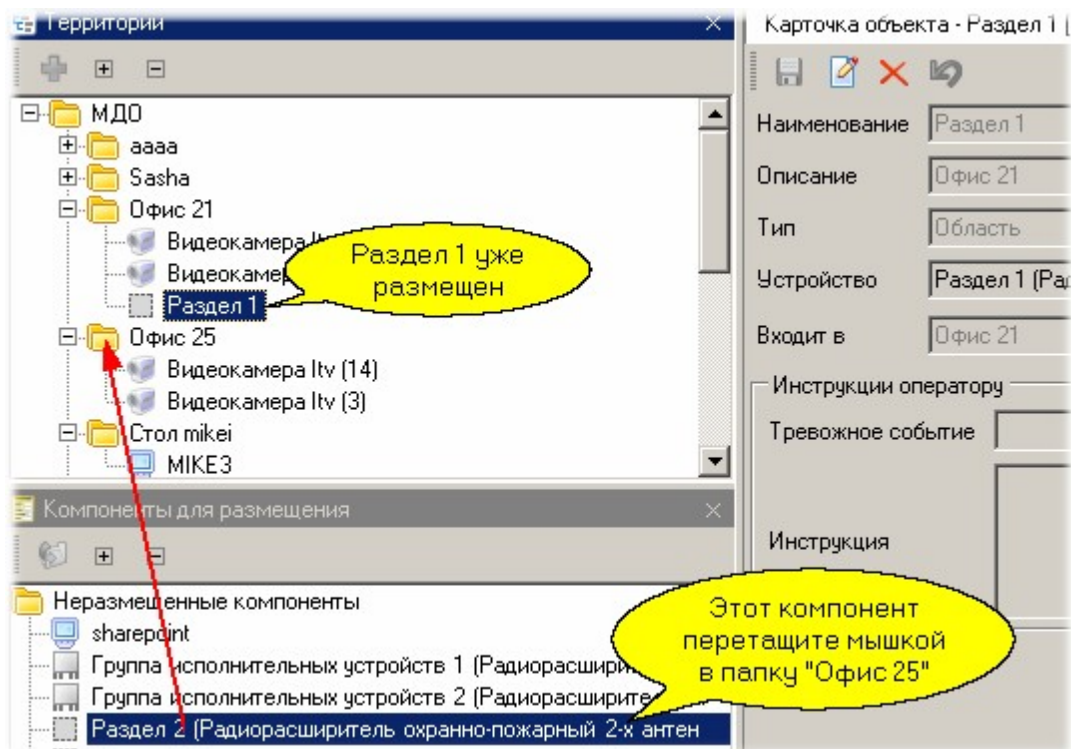 Территории
МДО
aaaa
Sasha
Офис 21
Видеокамера Itv
Видеокамер
Раздел 1
Офис 25
Видеокамера Itv (14)
Видеокамера Itv (3)
Стол mikei
MIKE3
Раздел 1 уже
размещен
Компоненты для размещения
Неразмещенные компоненты
sharepoint
Группа исполнительных устройств 1 (Радиорасшири
Группа исполнительных устройств 2 (Радиорасширите
Раздел 2 (Радиорасширитель охранно-пожарный 2-х антен
Этот компонент
перетащите мышкой
в папку "Офис 25"
Карточка объекта - Раздел 1 (
Наименование Раздел 1
Описание Офис 21
Тип Область
Устройство Раздел 1 (Рад
Входит в Офис 21
Инструкции оператору
Тревожное событие
Инструкция